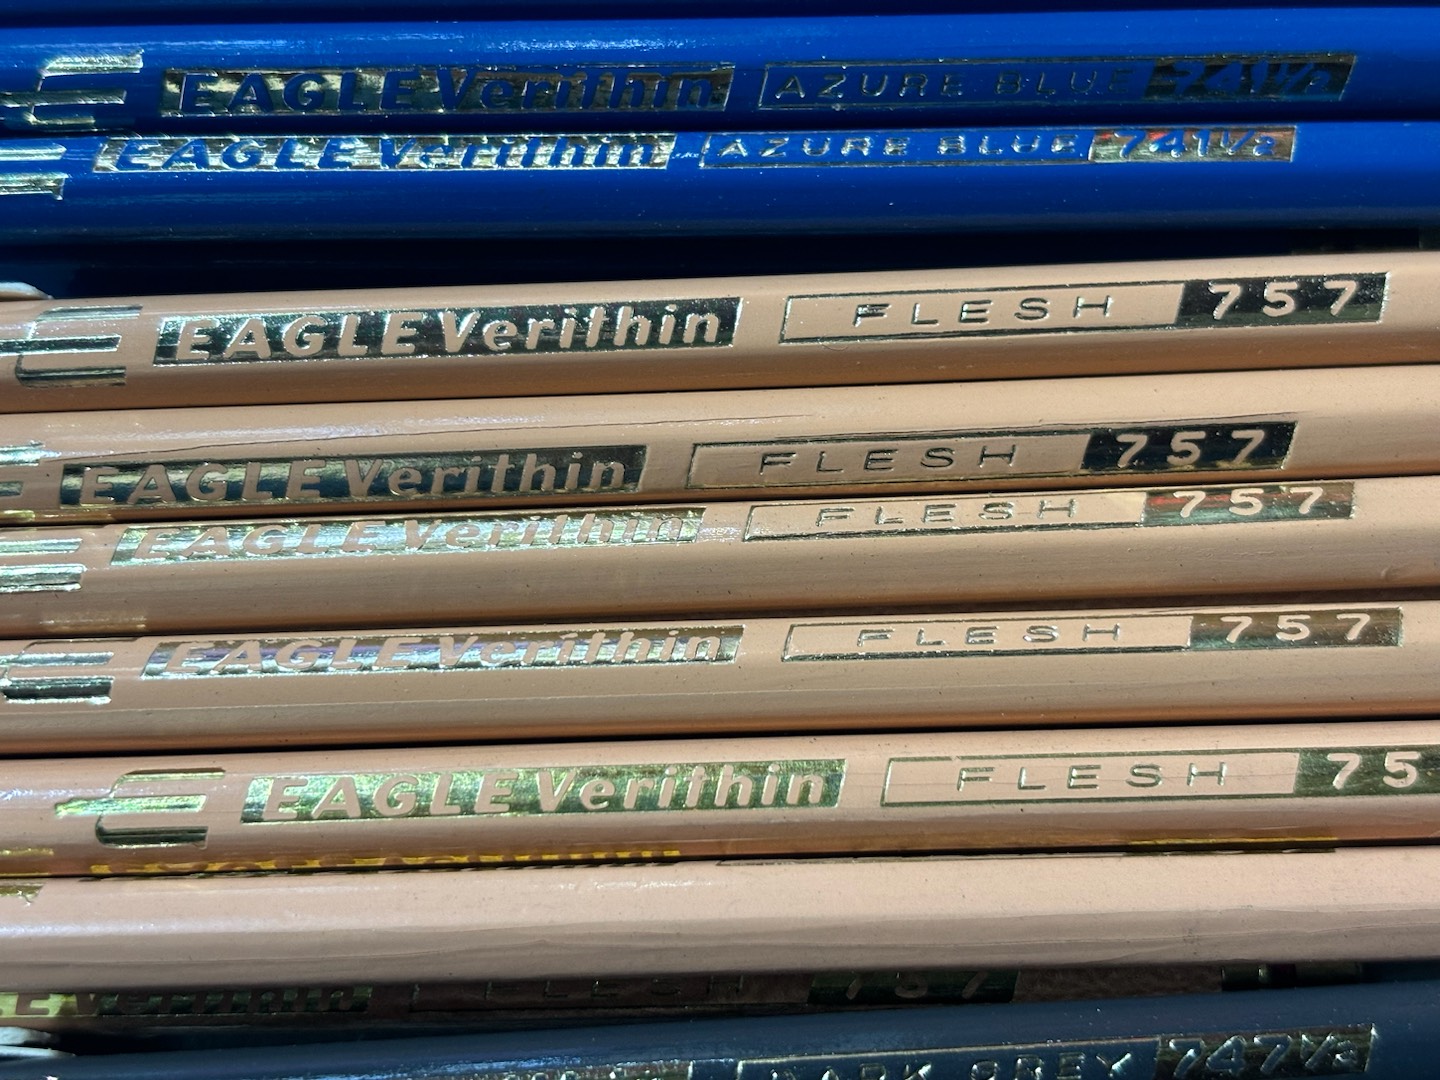 EAGLE Verithin AZURE BLUE 741½
EAGLE Verithin AZURE BLUE 741½
EAGLE Verithin FLESH 757
EAGLE Verithin FLESH 757
EAGLE Verithin FLESH 757
EAGLE Verithin FLESH 757
EAGLE Verithin FLESH 75
FLESH 757
DARK GREY 747½